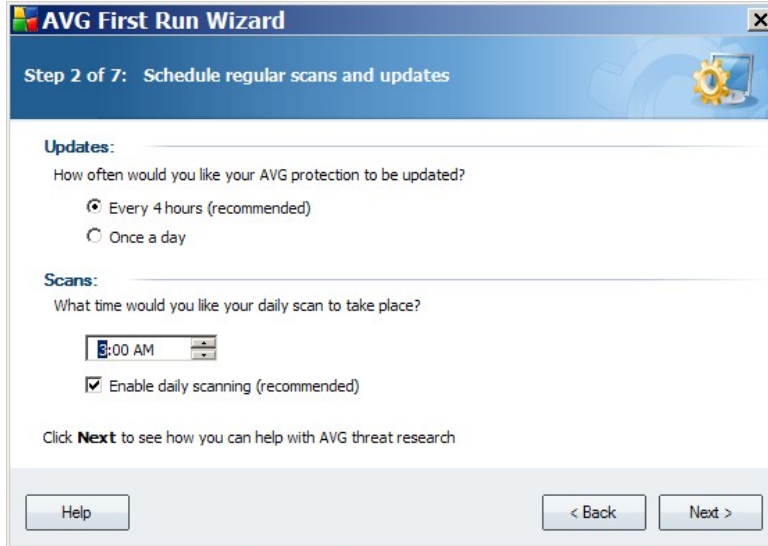 AVG First Run Wizard
Step 2 of 7: Schedule regular scans and updates
Updates:
How often would you like your AVG protection to be updated?
Every 4 hours (recommended)
Once a day
Scans:
What time would you like your daily scan to take place?
3:00 AM
Enable daily scanning (recommended)
Click Next to see how you can help with AVG threat research
Help
< Back
Next >